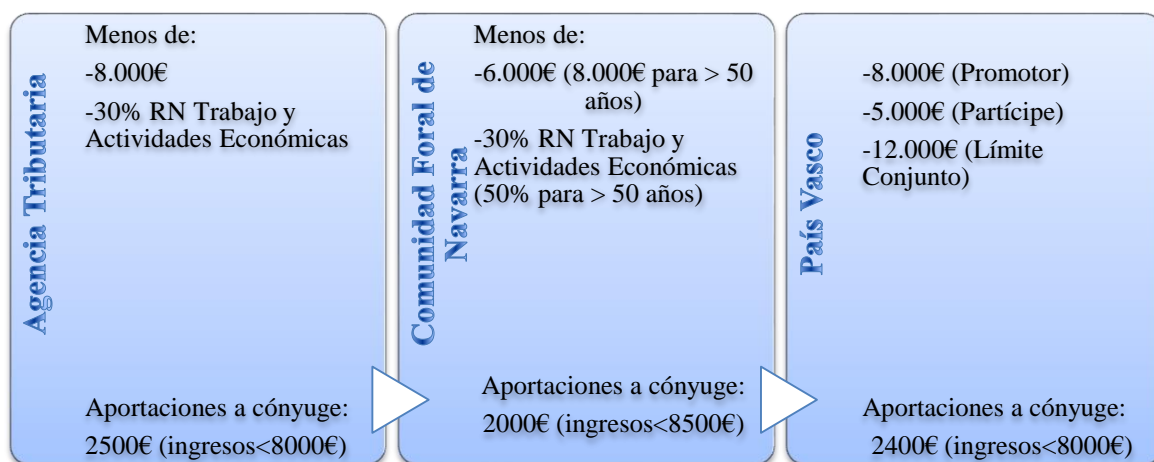 Agencia Tributaria
Menos de:
-8.000€
-30% RN Trabajo y
Actividades Económicas
Aportaciones a cónyuge:
2500€ (ingresos<8000€)
Comunidad Foral de
Navarra
Menos de:
-6.000€ (8.000€ para > 50
años)
-30% RN Trabajo y
Actividades Económicas
(50% para > 50 años)
Aportaciones a cónyuge:
2000€ (ingresos<8500€)
País Vasco
-8.000€ (Promotor)
-5.000€ (Partícipe)
-12.000€ (Límite
Conjunto)
Aportaciones a cónyuge:
2400€ (ingresos<8000€)